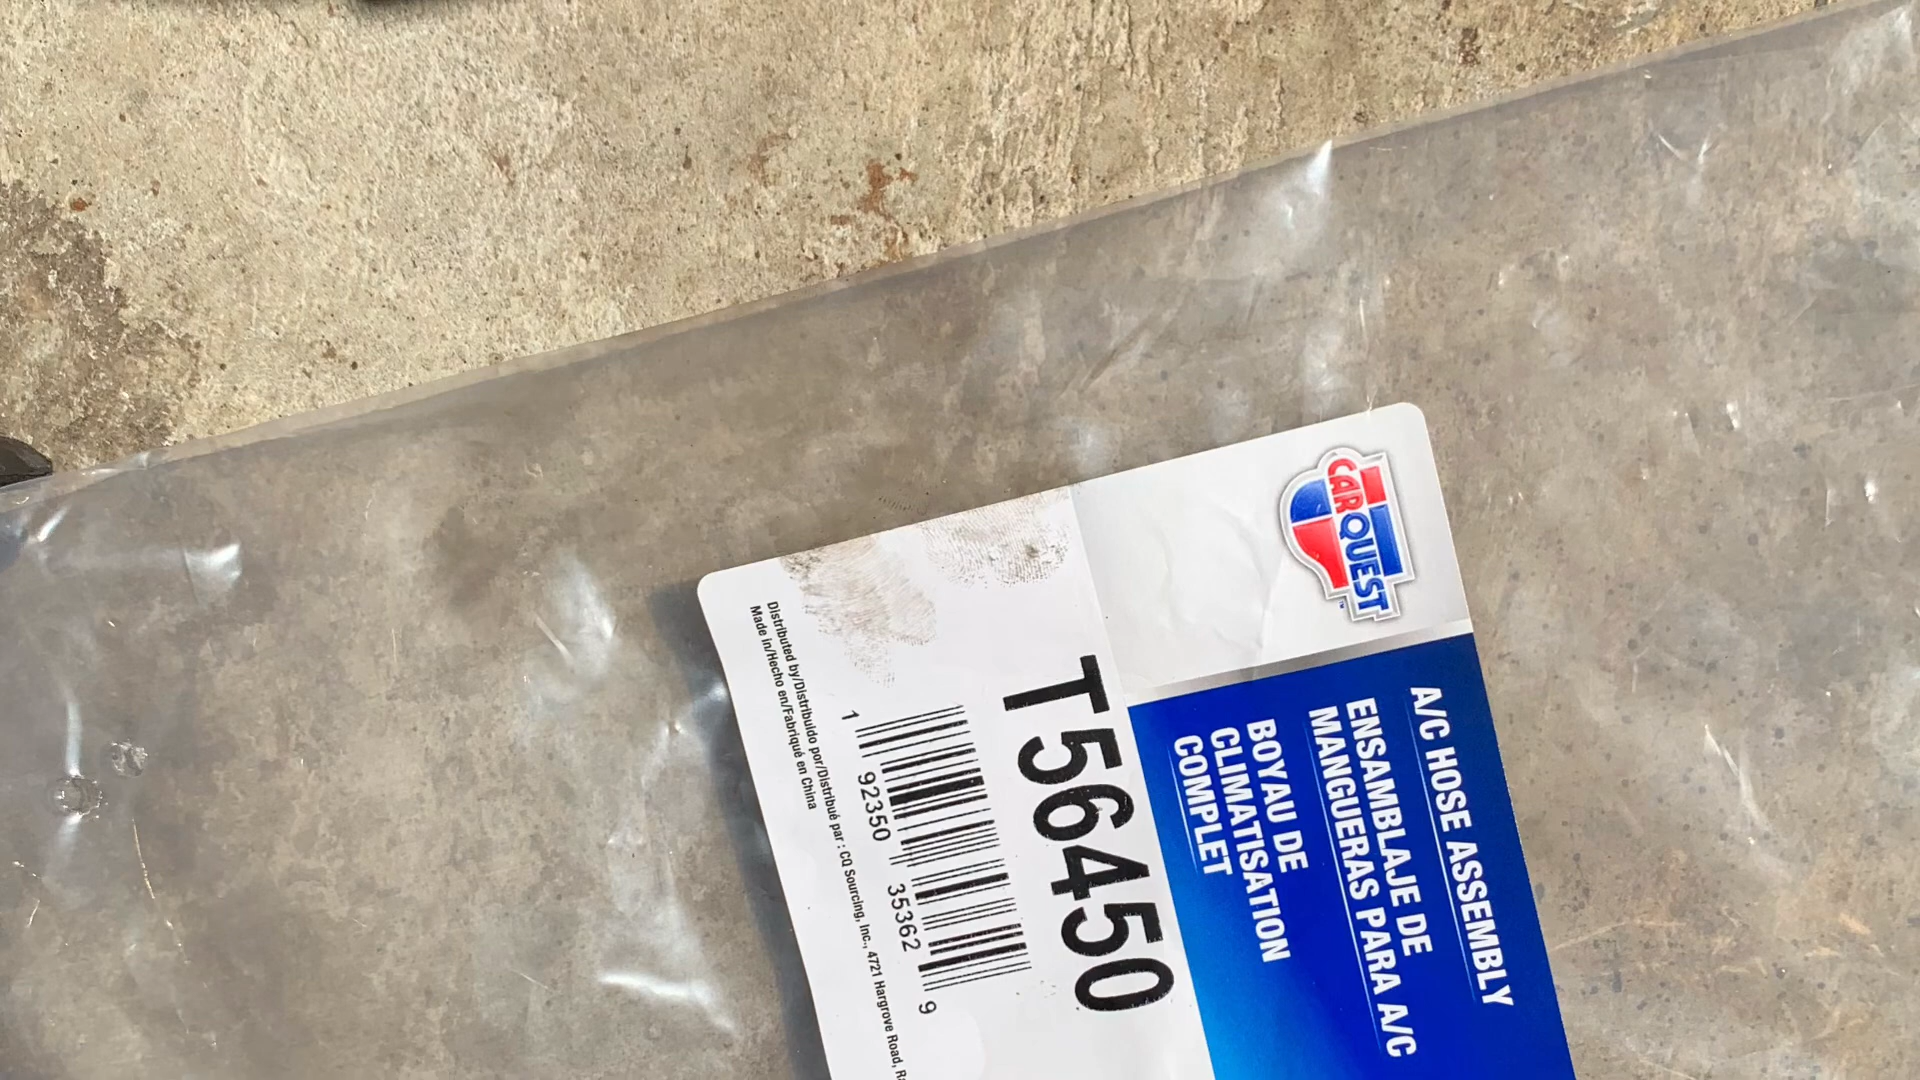 CARQUEST
TM
A/C HOSE ASSEMBLY
ENSAMBLAJE DE
MANGUERAS PARA A/C
BOYAU DE
CLIMATISATION
COMPLET
T56450
1 92350 35362 9
Distributed by/Distribuido por/Distribué par : CQ Sourcing, Inc., 4721 Hargrove Road,
Made in/Hecho en/Fabriqué en China